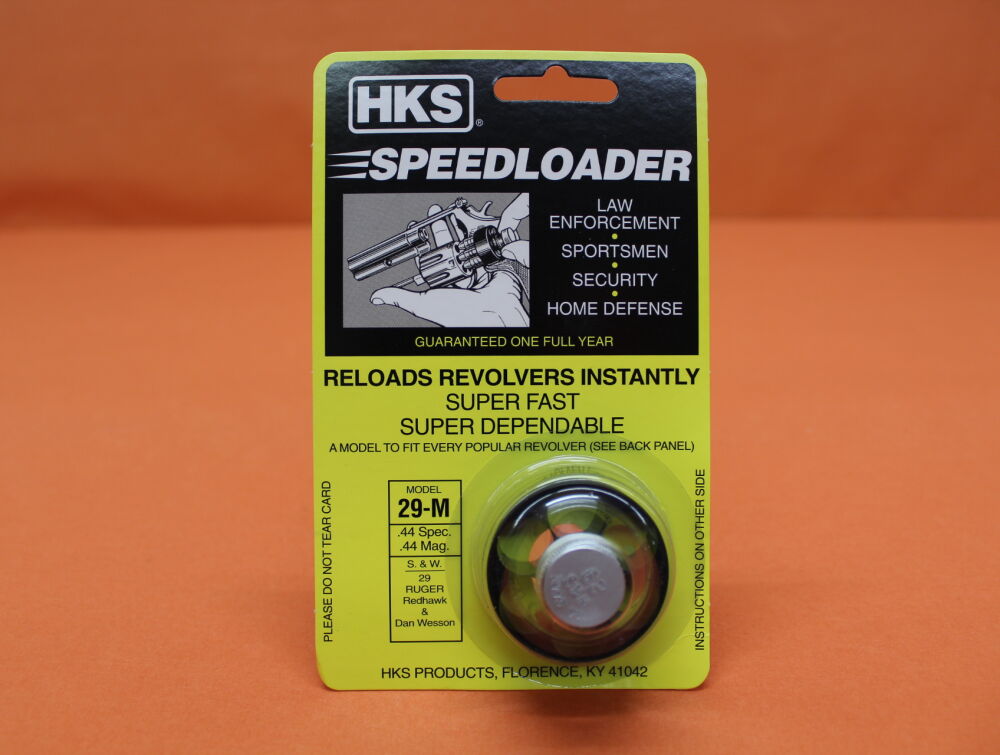 HKS®
SPEEDLOADER
LAW
ENFORCEMENT
•
SPORTSMEN
•
SECURITY
•
HOME DEFENSE
GUARANTEED ONE FULL YEAR
RELOADS REVOLVERS INSTANTLY
SUPER FAST
SUPER DEPENDABLE
A MODEL TO FIT EVERY POPULAR REVOLVER (SEE BACK PANEL)
PLEASE DO NOT TEAR CARD
MODEL
29-M
.44 Spec.
.44 Mag.
S. & W.
29
RUGER
Redhawk
&
Dan Wesson
INSTRUCTIONS ON OTHER SIDE
HKS PRODUCTS, FLORENCE, KY 41042